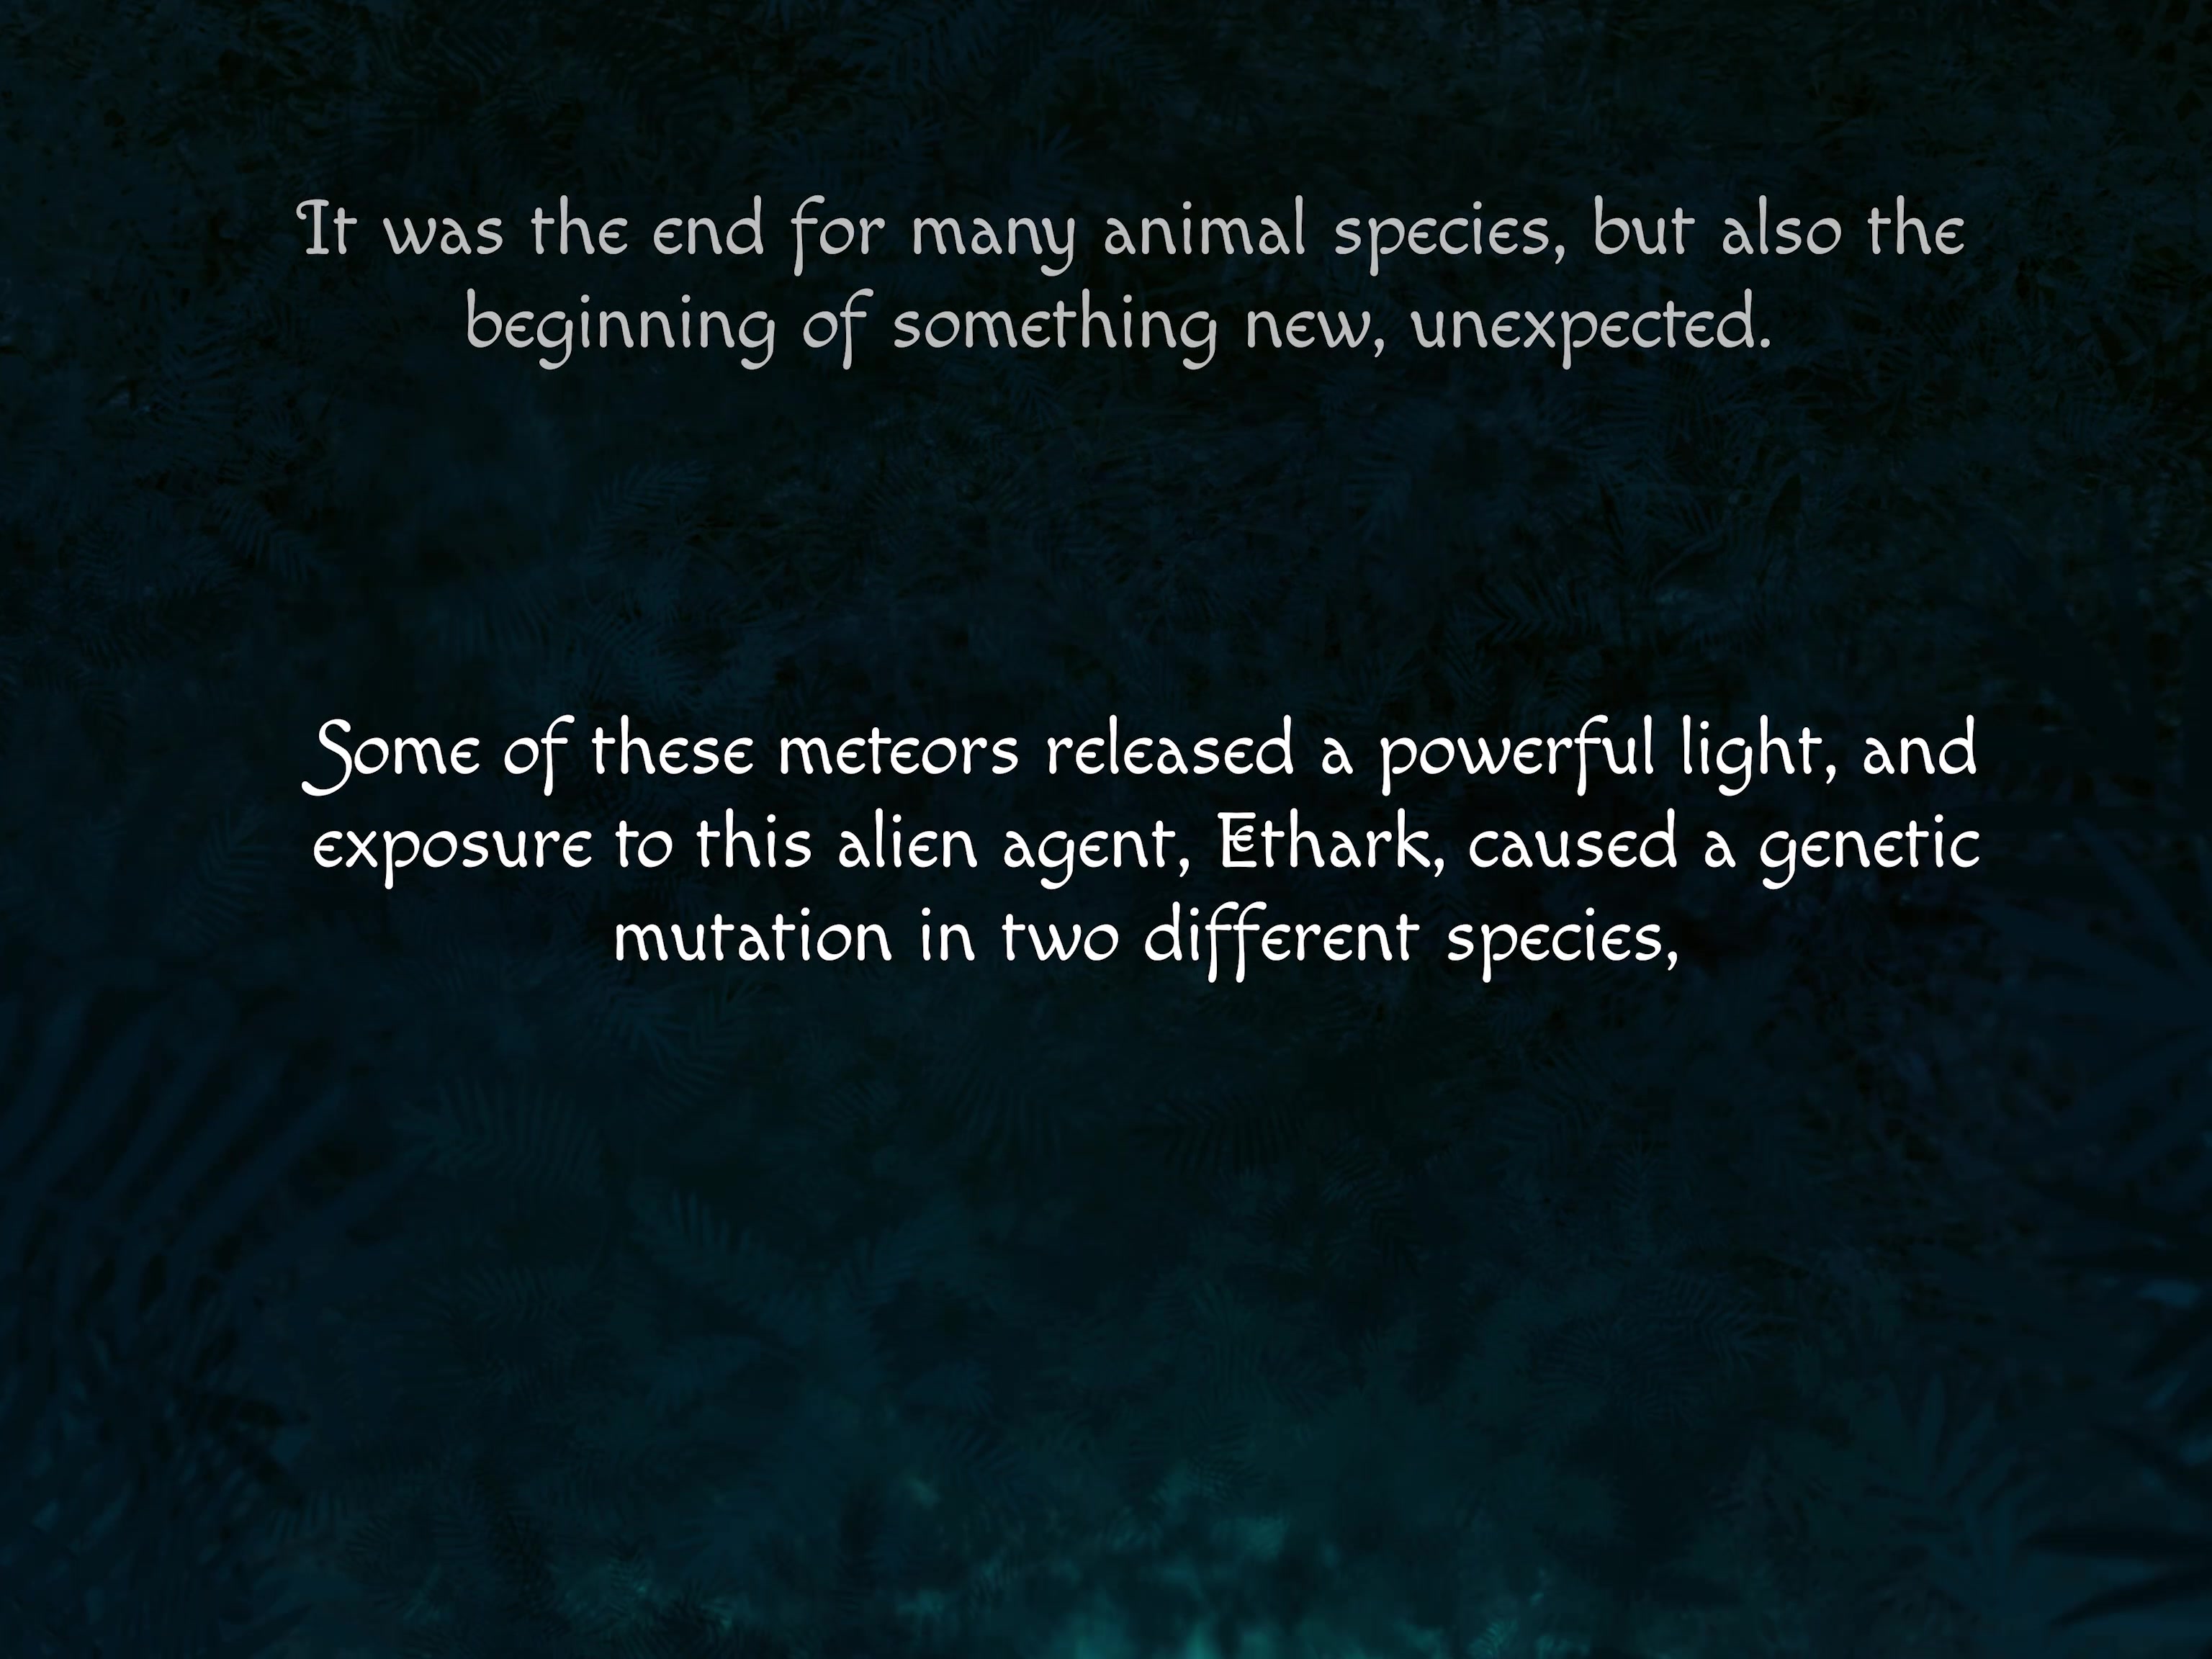 It was the end for many animal species, but also the
beginning of something new, unexpected.
Some of these meteors released a powerful light, and
exposure to this alien agent, Ethark, caused a genetic
mutation in two different species,